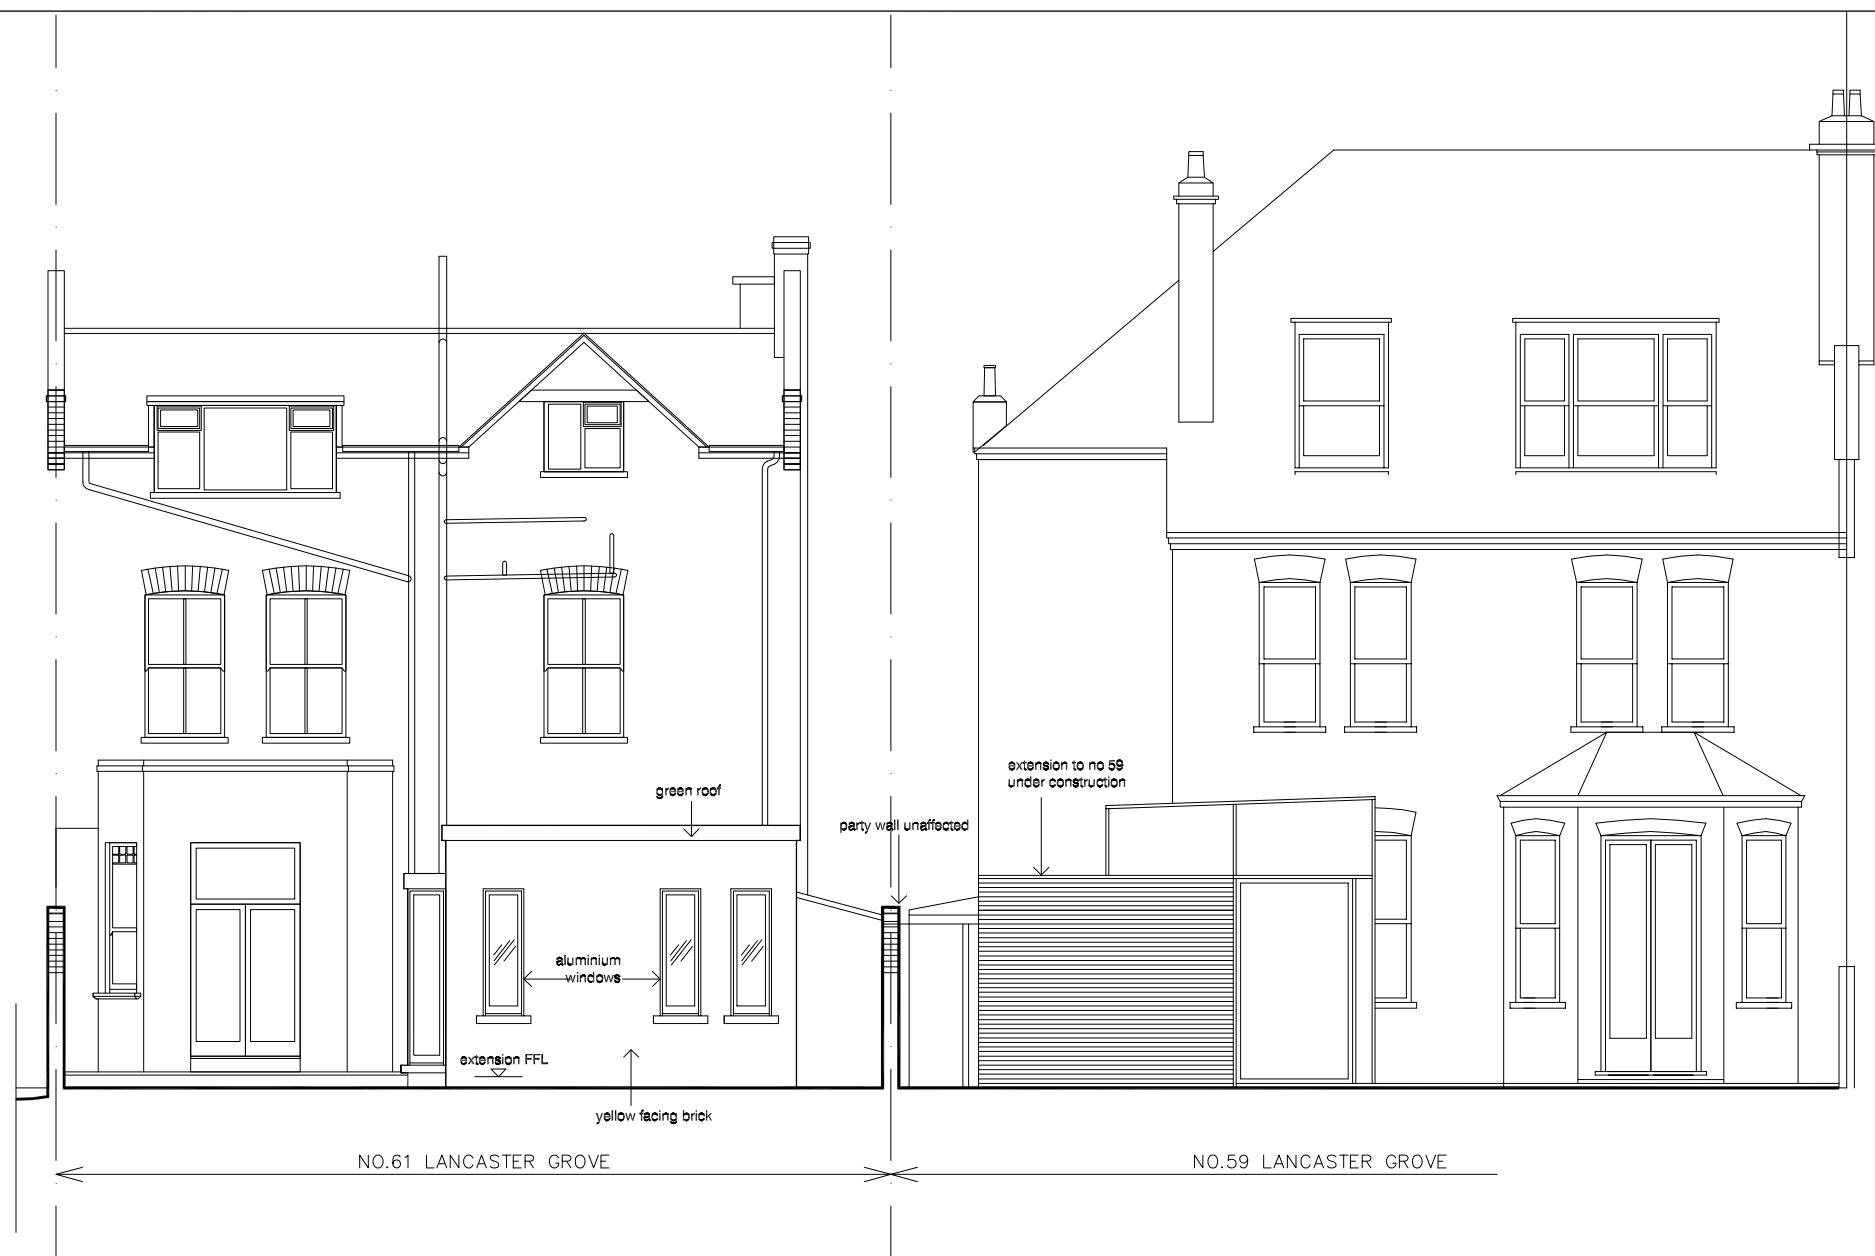 extension to no 59
under construction
green roof
party wall unaffected
aluminium
windows
extension FFL
yellow facing brick
NO.61 LANCASTER GROVE
NO.59 LANCASTER GROVE